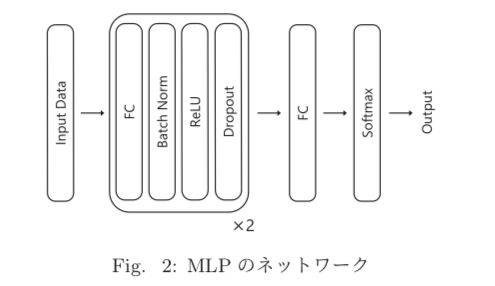 Input Data
FC
Batch Norm
ReLU
Dropout
×2
FC
Softmax
Output
Fig. 2: MLP のネットワーク